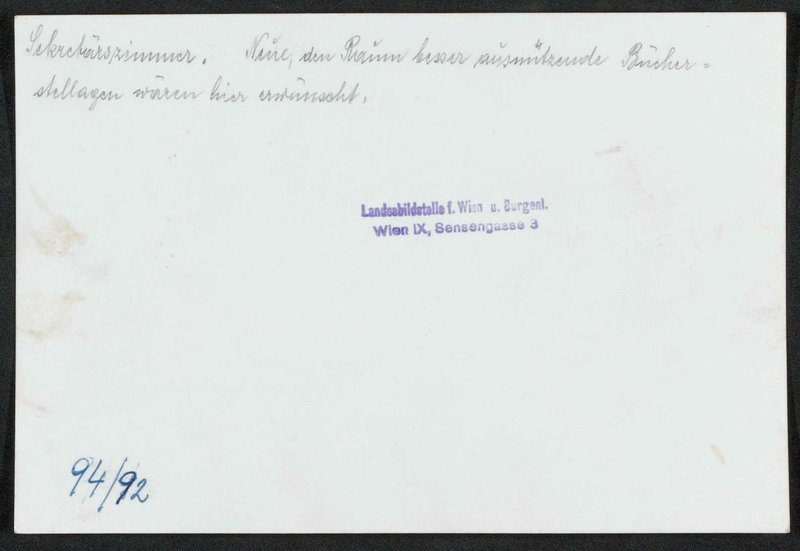 Sekretärszimmer. Neue, den Raum besser ausnützende Bücher=
stellagen wären hier erwünscht.
Landesbildstelle f. Wien u. Burgenl.
Wien IX, Sensengasse 3
94/92